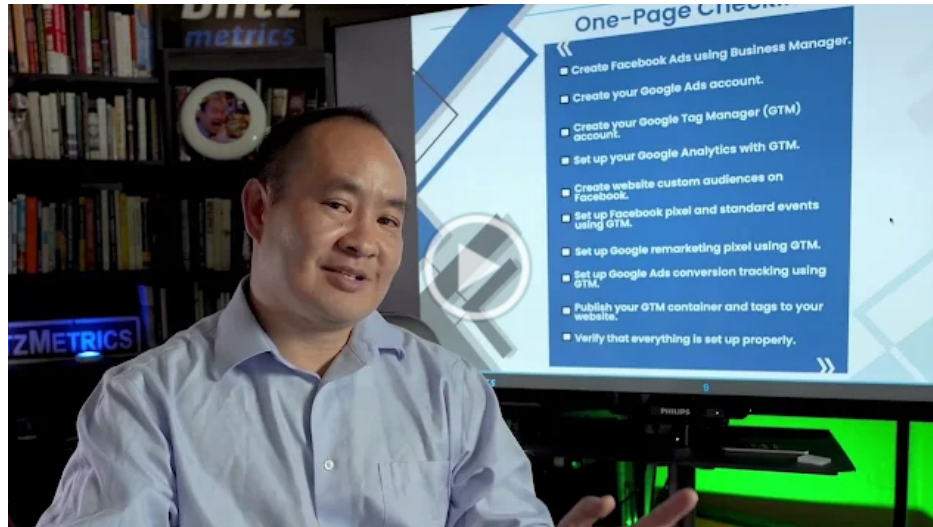 metrics
One-Page
Create Facebook Ads using Business Manager.
Create your Google Ads account.
Create your Google Tag Manager (GTM)
account.
Set up your Google Analytics with GTM.
Create website custom audiences on
Facebook.
Set up Facebook pixel and standard events
using GTM.
Set up Google remarketing pixel using GTM.
Set up Google Ads conversion tracking using
GTM.
Publish your GTM container and tags to your
website.
Verify that everything is set up properly.
TZMETRICS
9
PHILIPS